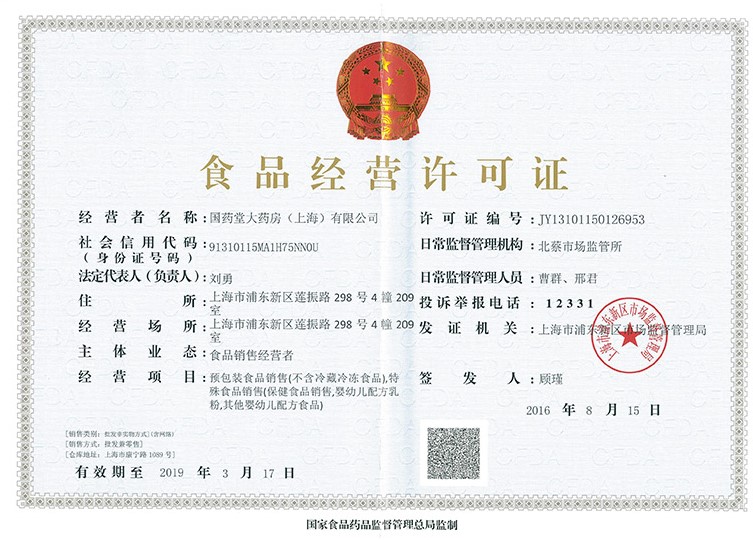 食品经营许可证
经营者名称:国药堂大药房(上海)有限公司
社会信用代码:91310115MA1H75NN0U
(身份证号码)
法定代表人(负责人):刘勇
住所:上海市浦东新区莲振路 298 号 4 幢 209
室
经营场所:上海市浦东新区莲振路 298 号 4 幢 209
室
主体业态:食品销售经营者
经营项目:预包装食品销售(不含冷藏冷冻食品),特
殊食品销售(保健食品销售,婴幼儿配方乳
粉,其他婴幼儿配方食品)
[销售类别:批发非实物方式](含网络)
[销售方式:批发兼零售]
[仓库地址:上海市康宁路 1089 号]
有效期至 2019 年 3 月 17 日
许可证编号:JY13101150126953
日常监督管理机构:北蔡市场监管所
日常监督管理人员:曹群、邢君
投诉举报电话:12331
发证机关:上海市浦东新区市场监督管理局
上海市浦东新区市场监督管理局
签发人:顾瑾
2016 年 8 月 15 日
国家食品药品监督管理总局监制